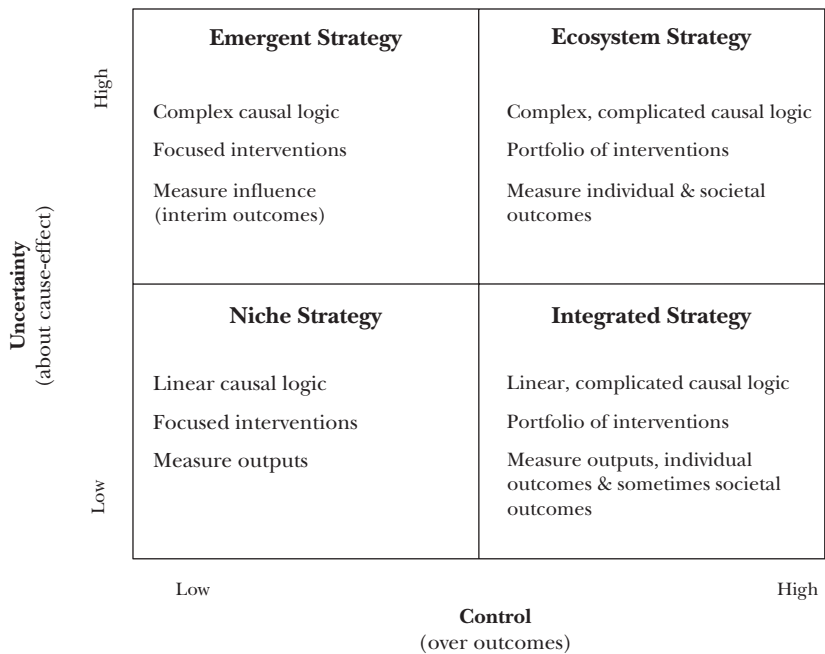 Emergent Strategy
Complex causal logic
Focused interventions
Measure influence
(interim outcomes)
Ecosystem Strategy
Complex, complicated causal logic
Portfolio of interventions
Measure individual & societal
outcomes
High
Uncertainty
(about cause-effect)
Low
Niche Strategy
Linear causal logic
Focused interventions
Measure outputs
Integrated Strategy
Linear, complicated causal logic
Portfolio of interventions
Measure outputs, individual
outcomes & sometimes societal
outcomes
Low
High
Control
(over outcomes)